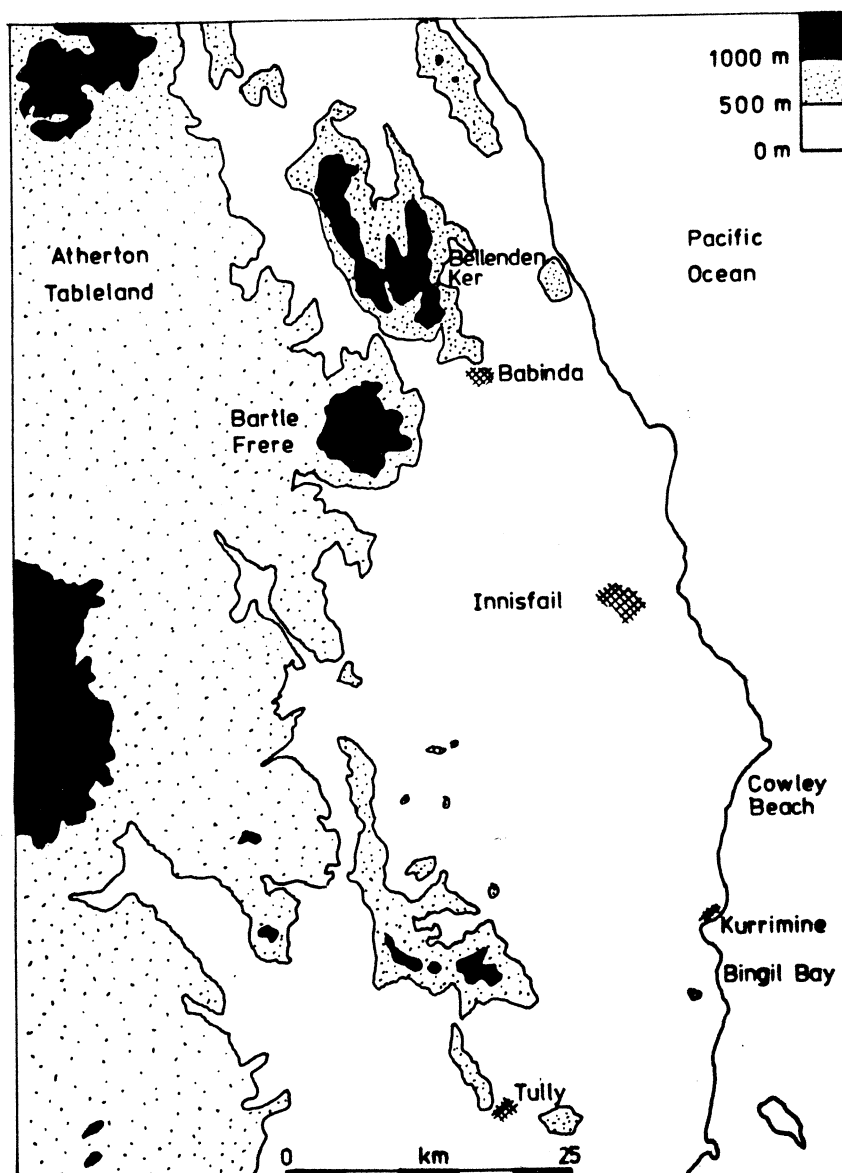 1000 m
500 m
0 m
Pacific
Ocean
Atherton
Tableland
Bellenden
Ker
Babinda
Bartle
Frere
Innisfail
Cowley
Beach
Kurrimine
Bingil Bay
Tully
0 km 25